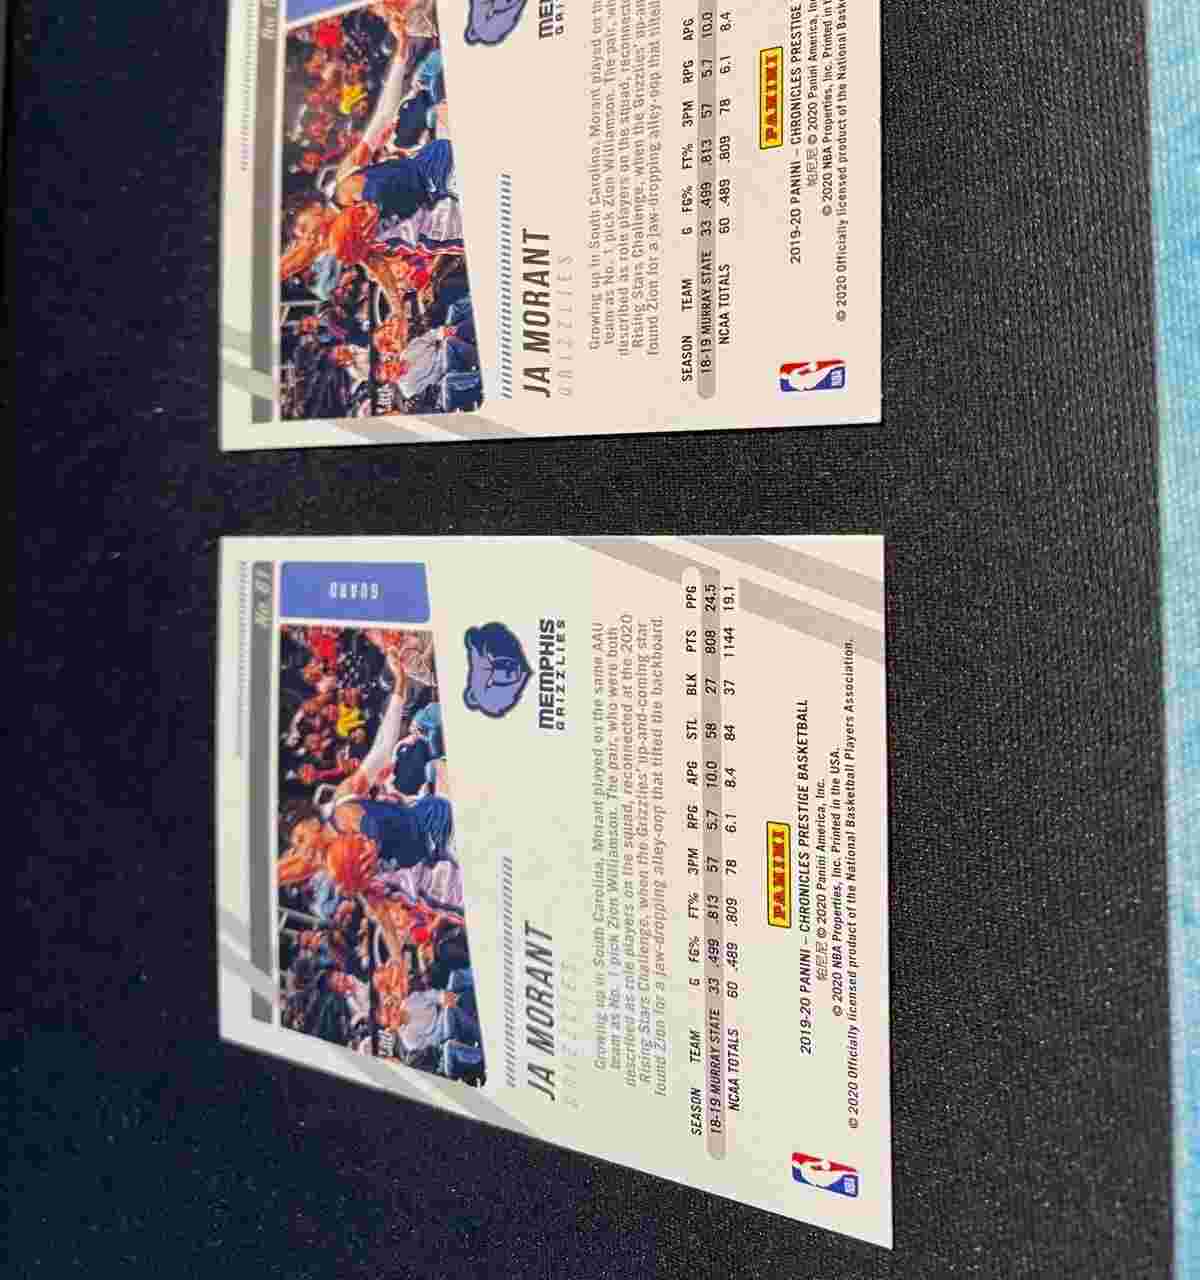 No. 61
GUARD
MEMPHIS
GRIZZLIES
JA MORANT
GRIZZLIES
Growing up in South Carolina, Morant played on the same AAU
team as No. 1 pick Zion Williamson. The pair, who were both
described as role players on the squad, reconnected at the 2020
Rising Stars Challenge, when the Grizzlies' up-and-coming star
found Zion for a jaw-dropping alley-oop that tilted the backboard.
SEASON TEAM G FG% FT% 3PM RPG APG STL BLK PTS PPG
18-19 MURRAY STATE 33 .499 .813 57 5.7 10.0 58 27 808 24.5
NCAA TOTALS 60 .489 .809 78 6.1 8.4 84 37 1144 19.1
PANINI
2019-20 PANINI – CHRONICLES PRESTIGE BASKETBALL
帕尼尼 © 2020 Panini America, Inc.
© 2020 NBA Properties, Inc. Printed in the USA.
© 2020 Officially licensed product of the National Basketball Players Association.
NBA
No.
MEM
GRIZ
JA MORANT
GRIZZLIES
Growing up in South Carolina, Morant played on th
team as No. 1 pick Zion Williamson. The pair, wh
described as role players on the squad, reconnect
Rising Stars Challenge, when the Grizzlies' up-an
found Zion for a jaw-dropping alley-oop that tilted
SEASON TEAM G FG% FT% 3PM RPG APG
18-19 MURRAY STATE 33 .499 .813 57 5.7 10.0
NCAA TOTALS 60 .489 .809 78 6.1 8.4
PANINI
2019-20 PANINI – CHRONICLES PRESTIGE
帕尼尼 © 2020 Panini America, In
© 2020 NBA Properties, Inc. Printed in t
© 2020 Officially licensed product of the National Bask
NBA